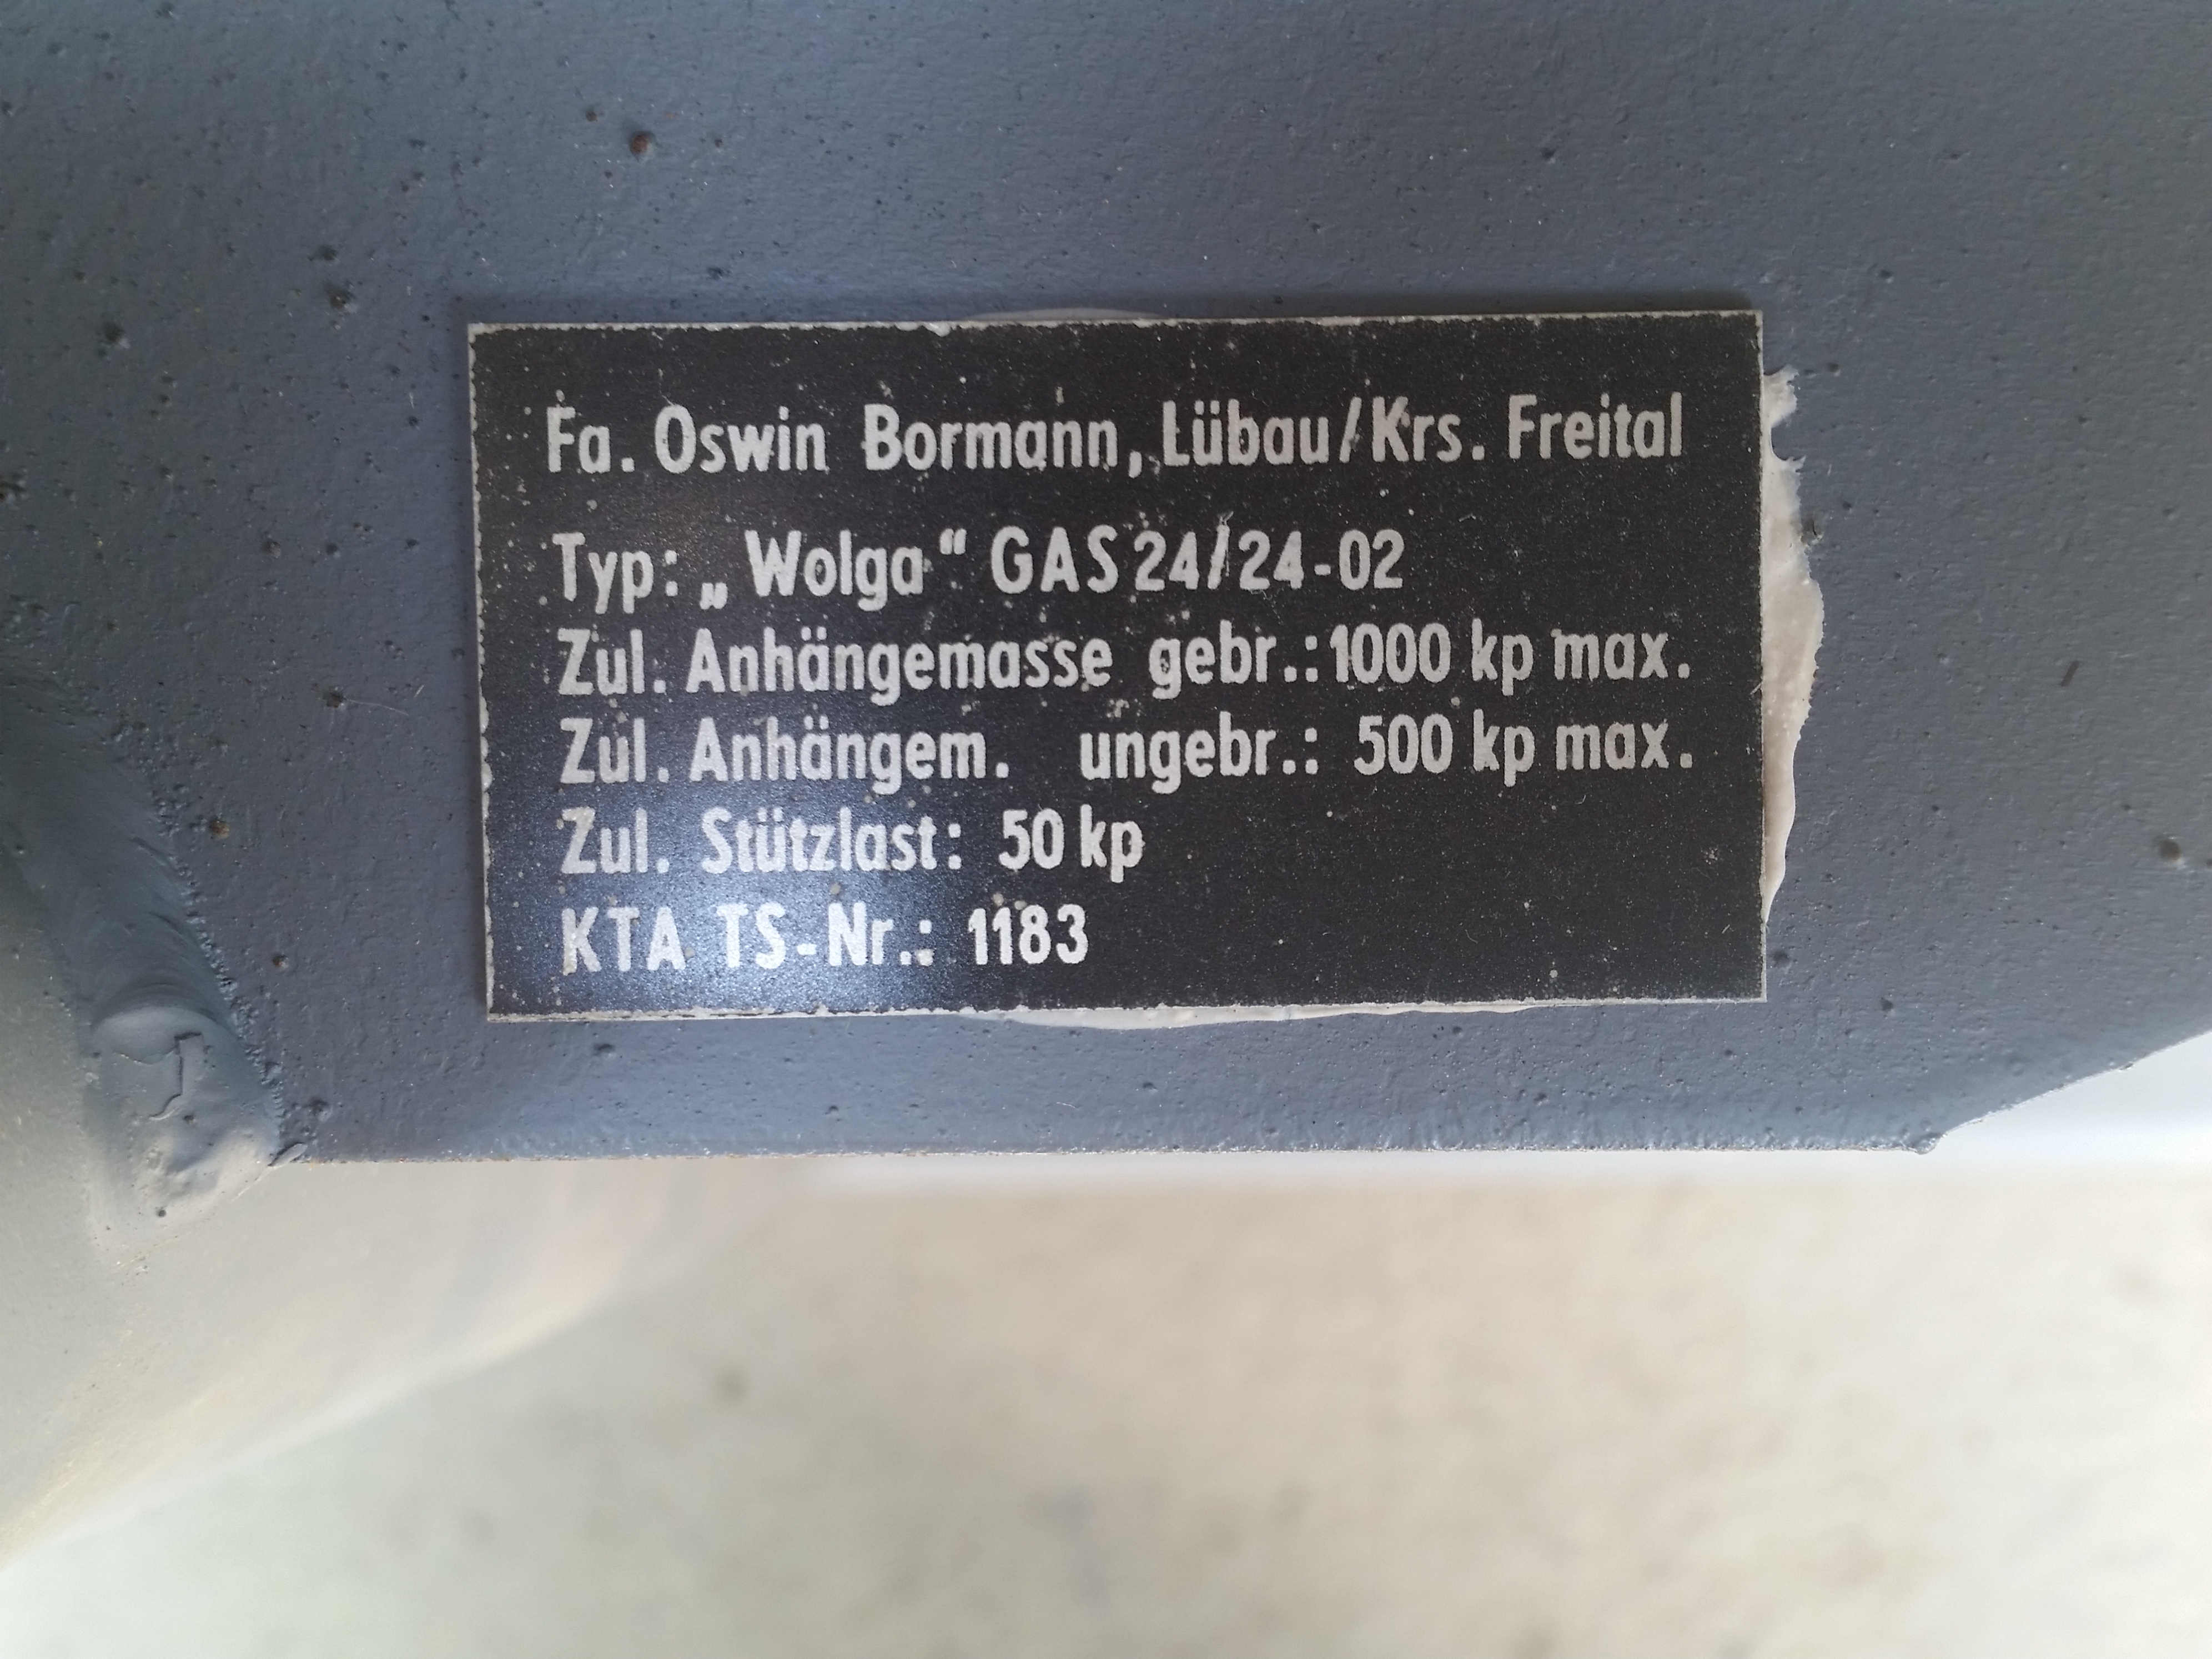 Fa. Oswin Bormann, Lübau/Krs. Freital
Typ: „Wolga“ GAS 24/24-02
Zul. Anhängemasse gebr.: 1000 kp max.
Zul. Anhängem. ungebr.: 500 kp max.
Zul. Stützlast: 50 kp
KTA TS-Nr.: 1183